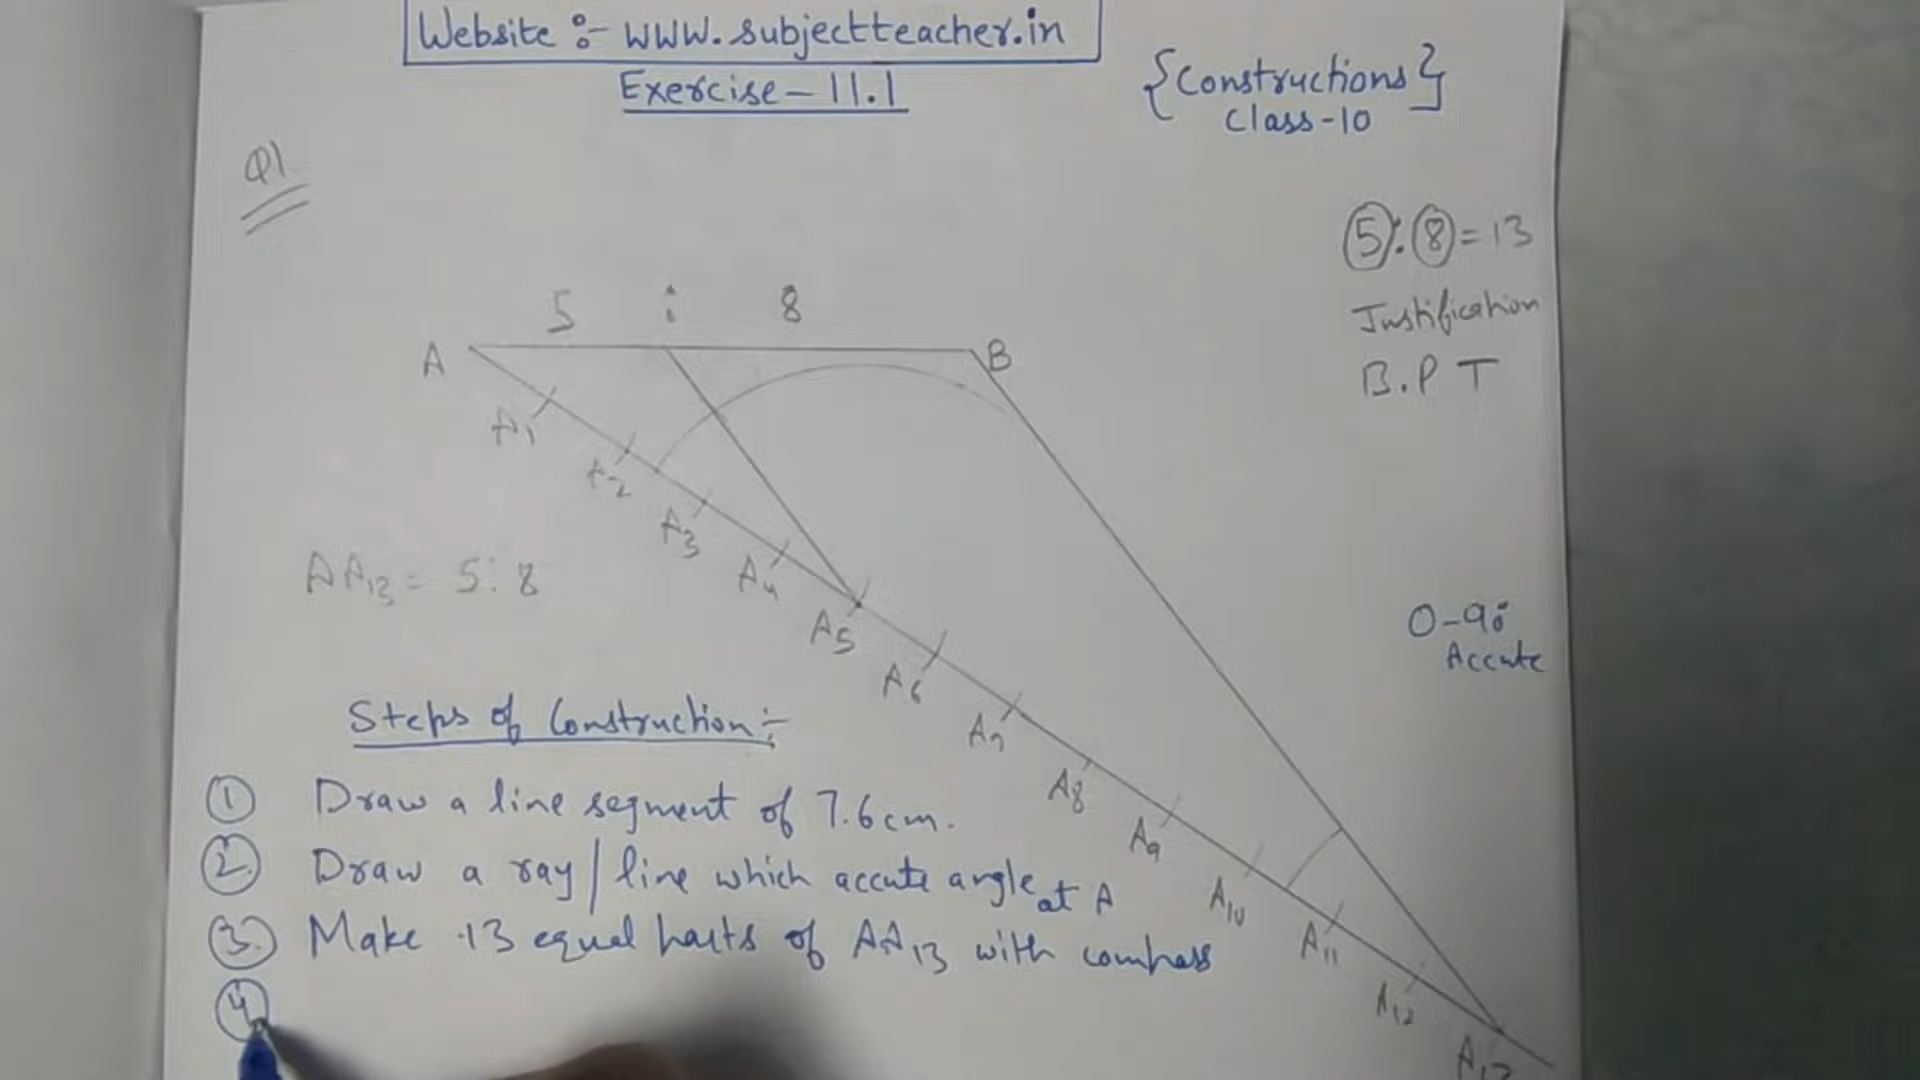 Website :- www.subjectteacher.in
Exercise - 11.1
{Constructions}
Class-10
Q1.
5 : 8 = 13
Justification
B.P T
5 : 8
A
B
A1
A2
A3
A4
A5
A6
A7
A8
A9
A10
A11
A12
A13
AA13 = 5:8
0-90°
Accute
Steps of Construction:-
1 Draw a line segment of 7.6cm.
2. Draw a ray/line which accute angle at A
3. Make 13 equal parts of AA13 with compass
4